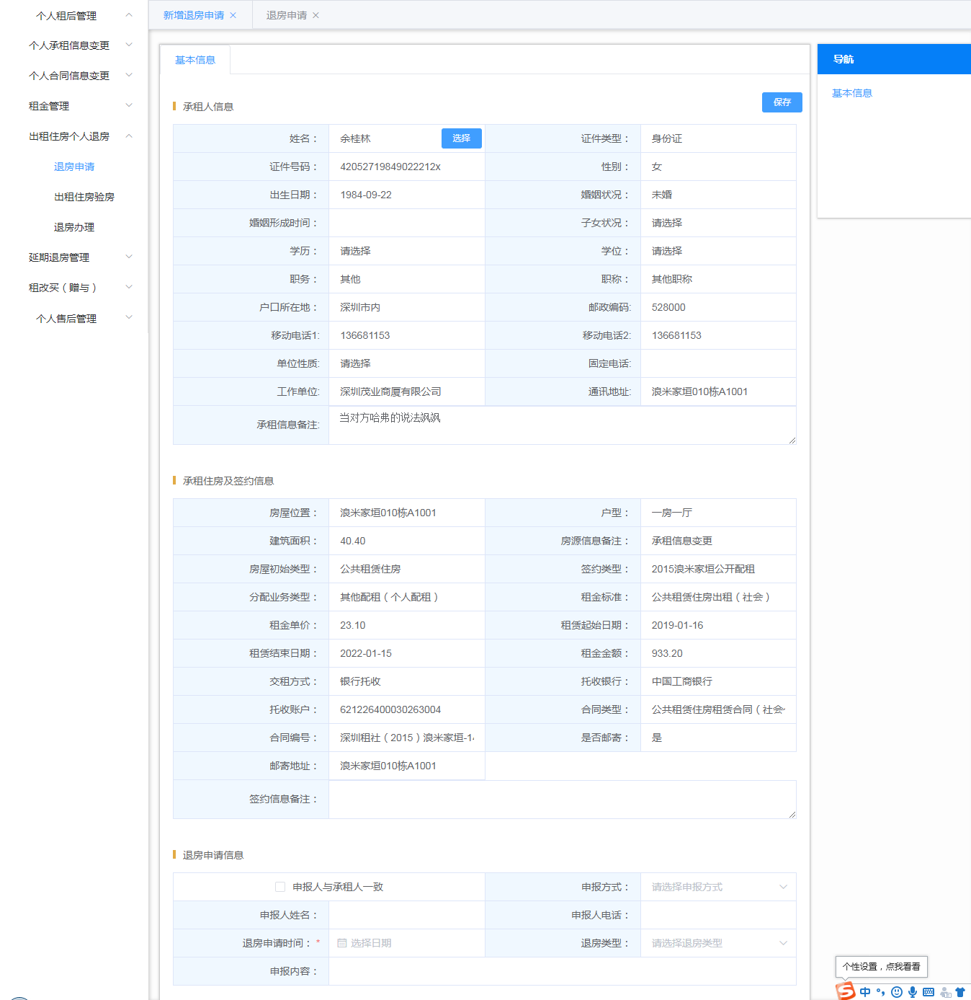 个人租后管理
个人承租信息变更
个人合同信息变更
租金管理
出租住房个人退房
退房申请
出租住房验房
退房办理
延期退房管理
租改买（赠与）
个人售后管理
新增退房申请 退房申请
基本信息
导航
基本信息
承租人信息 保存
姓名： 余桂林 选择 证件类型： 身份证
证件号码： 42052719849022212x 性别： 女
出生日期： 1984-09-22 婚姻状况： 未婚
婚姻形成时间： 子女状况： 请选择
学历： 请选择 学位： 请选择
职务： 其他 职称： 其他职称
户口所在地： 深圳市内 邮政编码: 528000
移动电话1: 136681153 移动电话2: 136681153
单位性质: 请选择 固定电话:
工作单位: 深圳茂业商厦有限公司 通讯地址: 浪米家垣010栋A1001
承租信息备注: 当对方哈弗的说法飒飒
承租住房及签约信息
房屋位置： 浪米家垣010栋A1001 户型： 一房一厅
建筑面积： 40.40 房源信息备注： 承租信息变更
房屋初始类型： 公共租赁住房 签约类型： 2015浪米家垣公开配租
分配业务类型： 其他配租（个人配租） 租金标准： 公共租赁住房出租（社会）
租金单价： 23.10 租赁起始日期： 2019-01-16
租赁结束日期： 2022-01-15 租金金额： 933.20
交租方式： 银行托收 托收银行： 中国工商银行
托收账户： 621226400030263004 合同类型： 公共租赁住房租赁合同（社会
合同编号： 深圳租社（2015）浪米家垣-1 是否邮寄： 是
邮寄地址： 浪米家垣010栋A1001
签约信息备注：
退房申请信息
申报人与承租人一致 申报方式： 请选择申报方式
申报人姓名： 申报人电话：
退房申请时间： * 选择日期 退房类型： 请选择退房类型
申报内容：
个性设置，点我看看
S 中